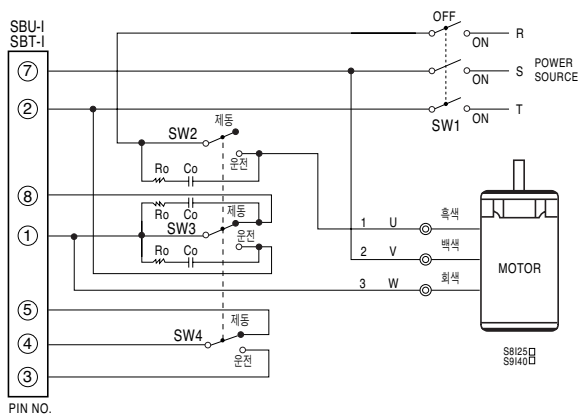 SBU-I
SBT-I
OFF
ON R
ON S POWER SOURCE
ON T
SW1
7
2
SW2 제동
운전
Ro Co
8
Ro Co 제동
1
SW3 운전
Ro Co
1 U 흑색
2 V 백색
3 W 회색
MOTOR
5
제동
4
SW4
운전
3
S8I25□
S9I40□
PIN NO.